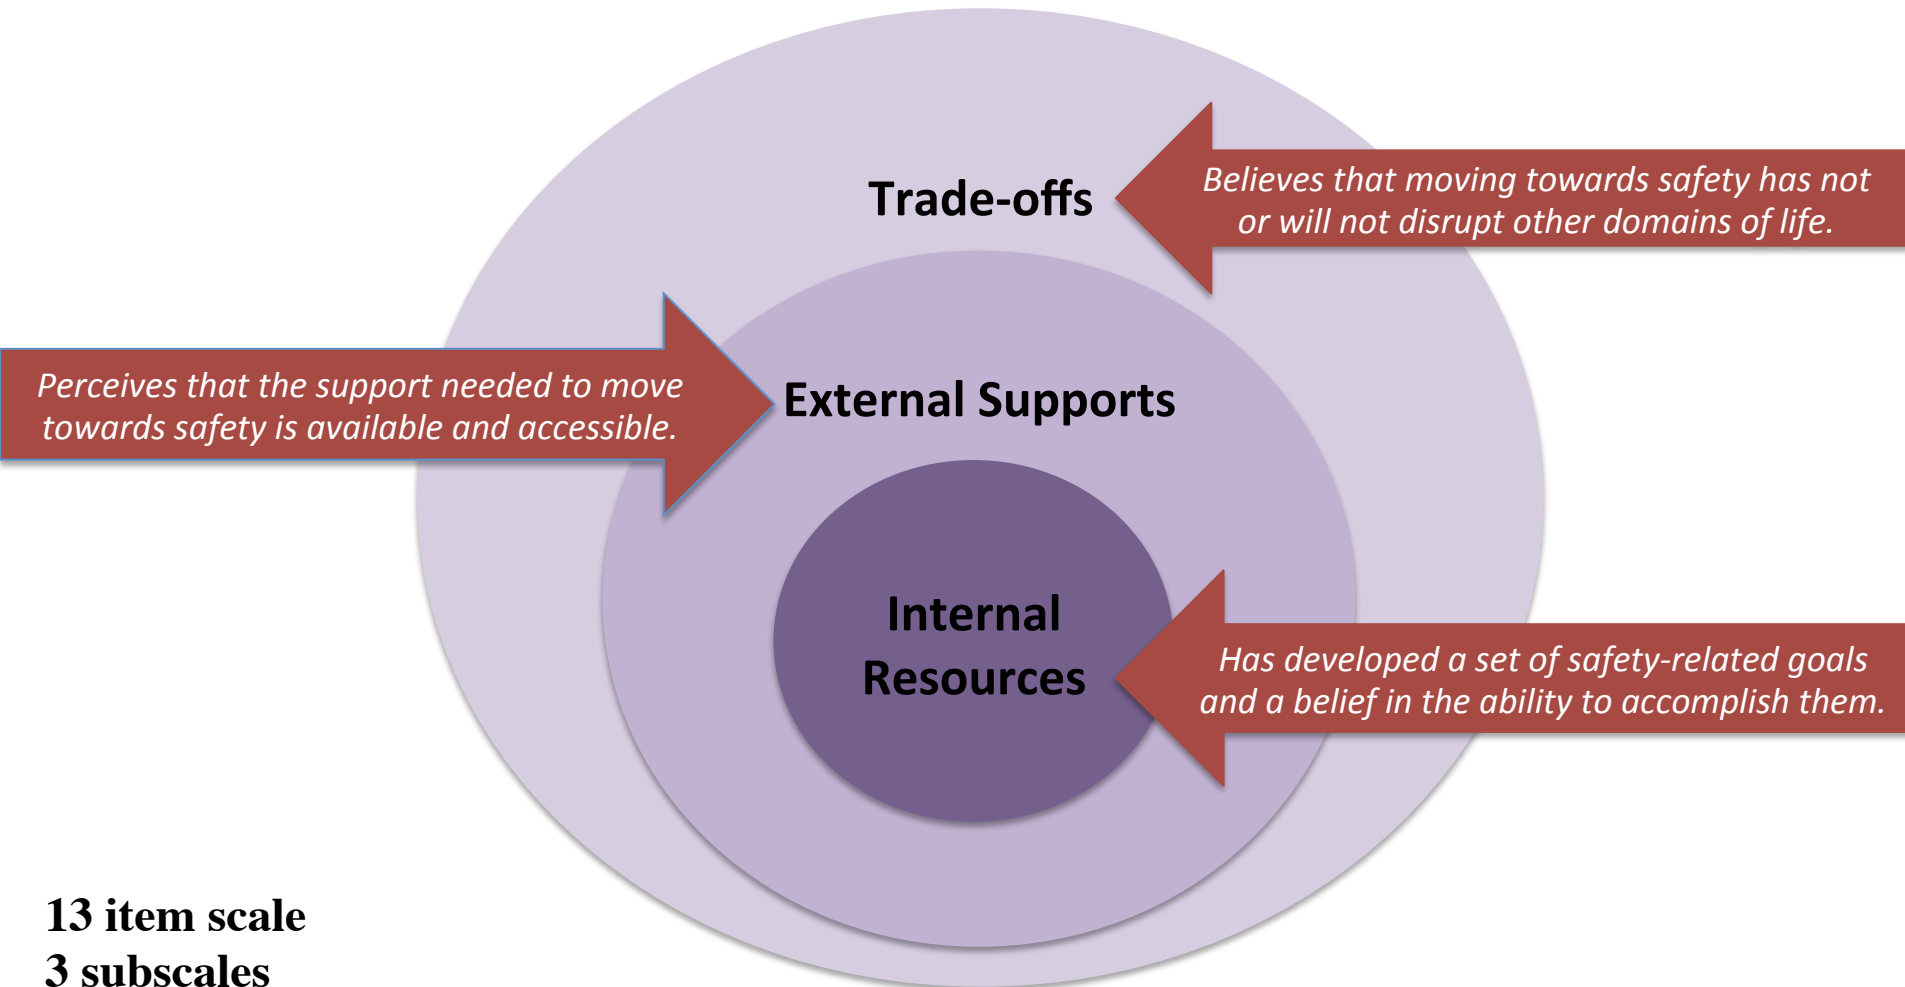 Trade-offs
Believes that moving towards safety has not
or will not disrupt other domains of life.
Perceives that the support needed to move
towards safety is available and accessible.
External Supports
Internal
Resources
Has developed a set of safety-related goals
and a belief in the ability to accomplish them.
13 item scale
3 subscales